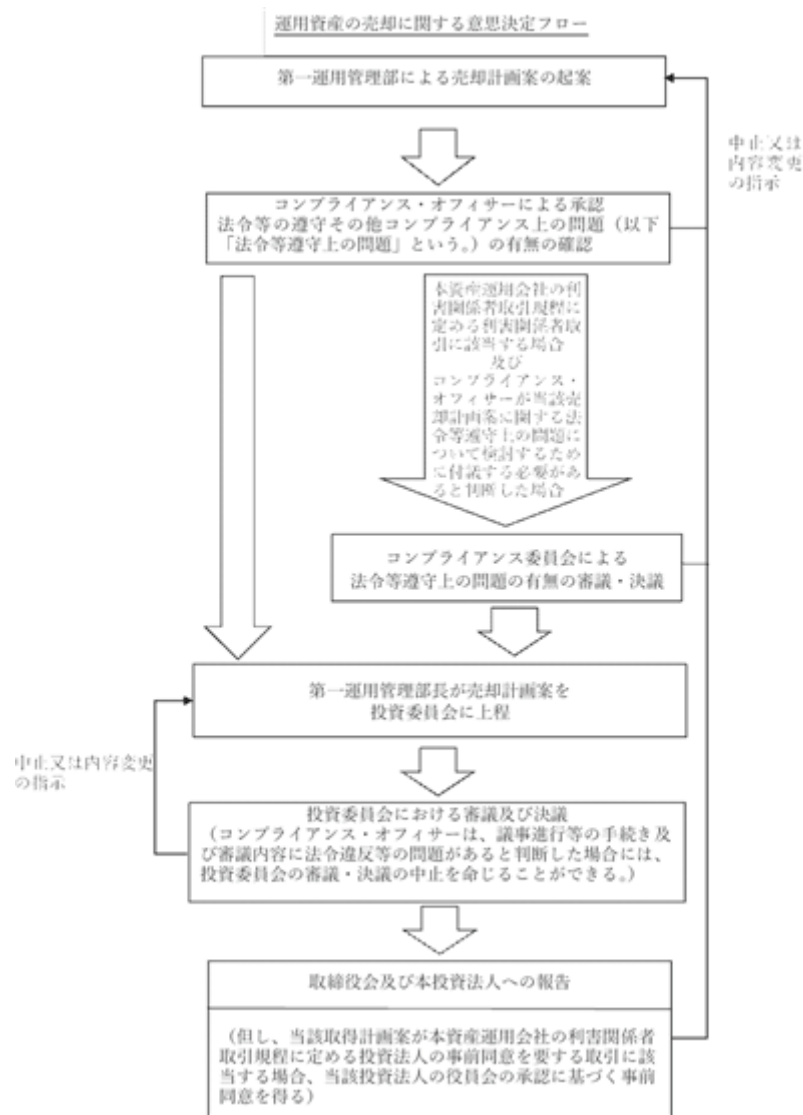 運用資産の売却に関する意思決定フロー
第一運用管理部による売却計画案の起案
中止又は
内容変更
の指示
コンプライアンス・オフィサーによる承認
法令等の遵守その他コンプライアンス上の問題（以下
「法令等遵守上の問題」という。）の有無の確認
本資産運用会社の利
害関係者取引規程に
定める利害関係者取
引に該当する場合
及び
コンプライアンス・
オフィサーが当該売
却計画案に関する法
令等遵守上の問題に
ついて検討するため
に付議する必要があ
ると判断した場合
コンプライアンス委員会による
法令等遵守上の問題の有無の審議・決議
第一運用管理部長が売却計画案を
投資委員会に上程
中止又は内容変更
の指示
投資委員会における審議及び決議
（コンプライアンス・オフィサーは、議事進行等の手続き及
び審議内容に法令違反等の問題があると判断した場合には、
投資委員会の審議・決議の中止を命じることができる。）
取締役会及び本投資法人への報告
（但し、当該取得計画案が本資産運用会社の利害関係者
取引規程に定める投資法人の事前同意を要する取引に該
当する場合、当該投資法人の役員会の承認に基づく事前
同意を得る）